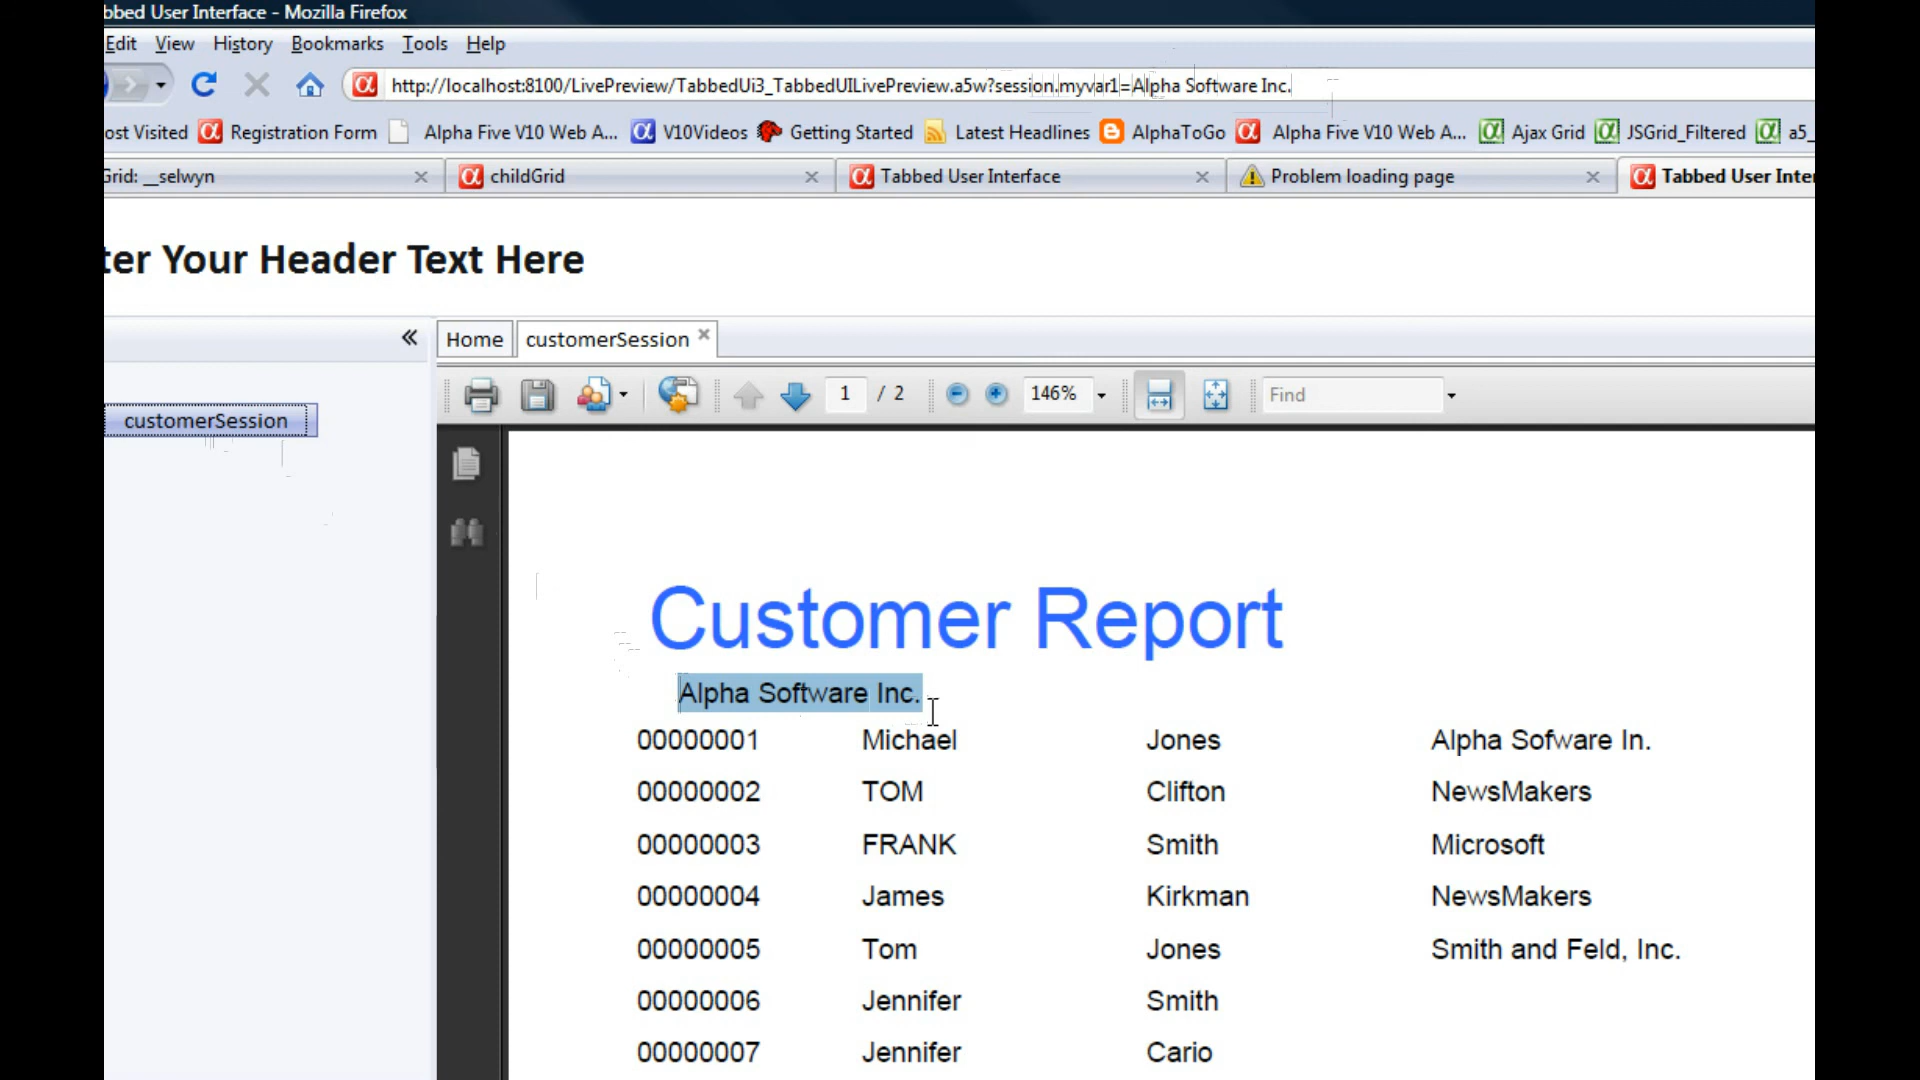 bbed User Interface - Mozilla Firefox
Edit View History Bookmarks Tools Help
http://localhost:8100/LivePreview/TabbedUi3_TabbedUILivePreview.a5w?session.myvar1=Alpha Software Inc.
ost Visited Registration Form Alpha Five V10 Web A... V10Videos Getting Started Latest Headlines AlphaToGo Alpha Five V10 Web A... Ajax Grid JSGrid_Filtered a5_
Grid: __selwyn childGrid Tabbed User Interface Problem loading page Tabbed User Inter
ter Your Header Text Here
Home customerSession
1 / 2 146% Find
customerSession
Customer Report
Alpha Software Inc.
00000001 Michael Jones Alpha Sofware In.
00000002 TOM Clifton NewsMakers
00000003 FRANK Smith Microsoft
00000004 James Kirkman NewsMakers
00000005 Tom Jones Smith and Feld, Inc.
00000006 Jennifer Smith
00000007 Jennifer Cario